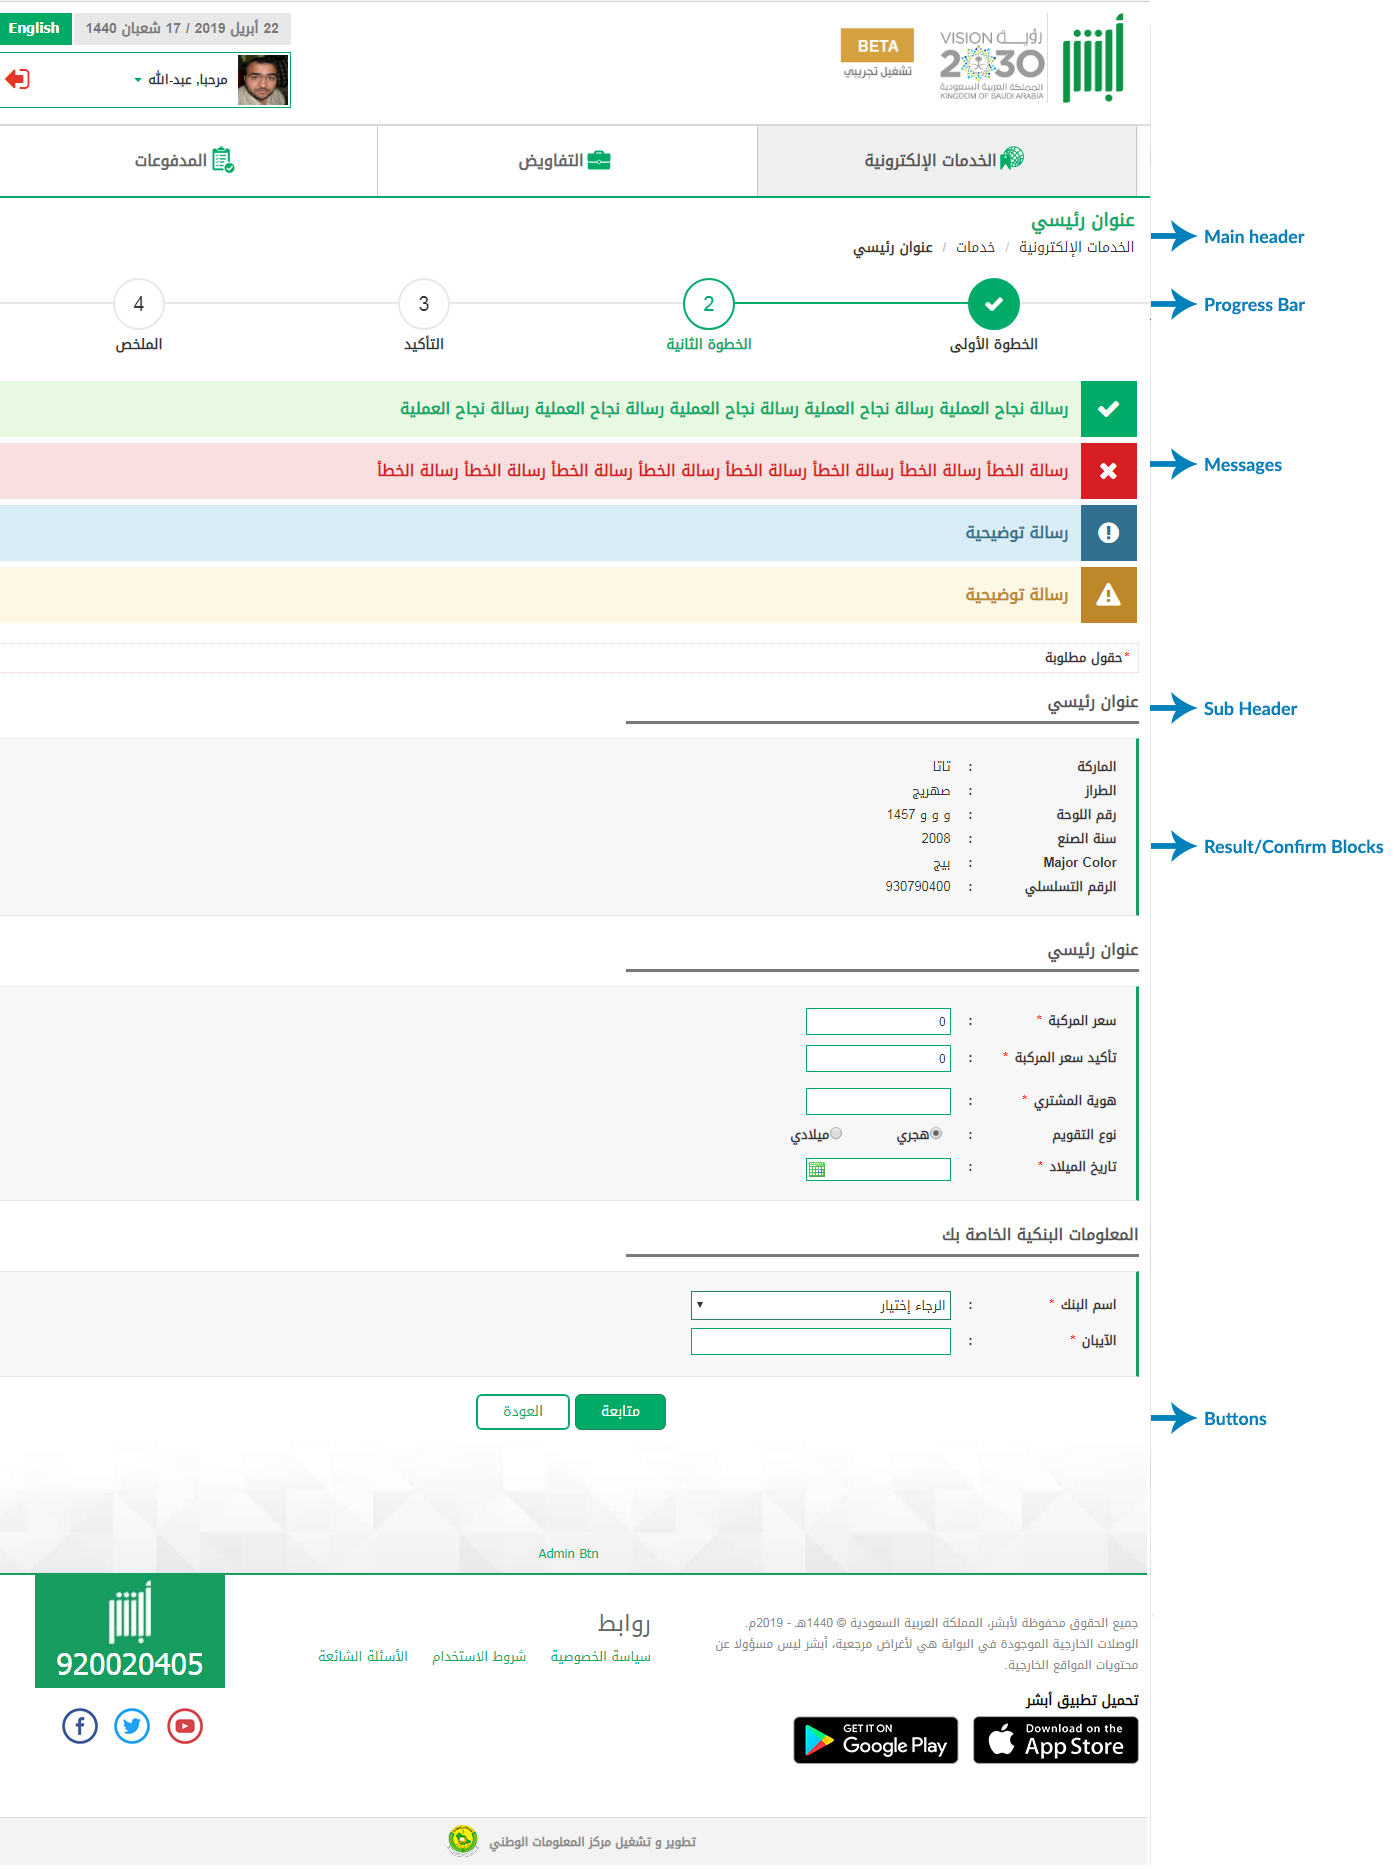 English
22 أبريل 2019 / 17 شعبان 1440
مرحبا, عبد-الله
BETA
تشغيل تجريبي
VISION رؤيــة
2030
المملكة العربية السعودية
KINGDOM OF SAUDI ARABIA
أبشر
الخدمات الإلكترونية
التفاويض
المدفوعات
عنوان رئيسي
الخدمات الإلكترونية / خدمات / عنوان رئيسي
Main header
2
3
4
Progress Bar
الخطوة الأولى
الخطوة الثانية
التأكيد
الملخص
رسالة نجاح العملية رسالة نجاح العملية رسالة نجاح العملية رسالة نجاح العملية رسالة نجاح العملية
رسالة الخطأ رسالة الخطأ رسالة الخطأ رسالة الخطأ رسالة الخطأ رسالة الخطأ رسالة الخطأ رسالة الخطأ
Messages
رسالة توضيحية
رسالة توضيحية
*حقول مطلوبة
عنوان رئيسي
Sub Header
الماركة : تاتا
الطراز : صهريج
رقم اللوحة : و و و 1457
سنة الصنع : 2008
Major Color : بيج
الرقم التسلسلي : 930790400
Result/Confirm Blocks
عنوان رئيسي
سعر المركبة * : 0
تأكيد سعر المركبة * : 0
هوية المشتري * :
نوع التقويم : هجري ميلادي
تاريخ الميلاد * :
المعلومات البنكية الخاصة بك
اسم البنك * : الرجاء إختيار
الآيبان * :
متابعة
العودة
Buttons
Admin Btn
جميع الحقوق محفوظة لأبشر، المملكة العربية السعودية © 1440هـ - 2019م.
الوصلات الخارجية الموجودة في البوابة هي لأغراض مرجعية، أبشر ليس مسؤولا عن
محتويات المواقع الخارجية.
تحميل تطبيق أبشر
Download on the
App Store
GET IT ON
Google Play
روابط
سياسة الخصوصية
شروط الاستخدام
الأسئلة الشائعة
أبشر
920020405
تطوير و تشغيل مركز المعلومات الوطني